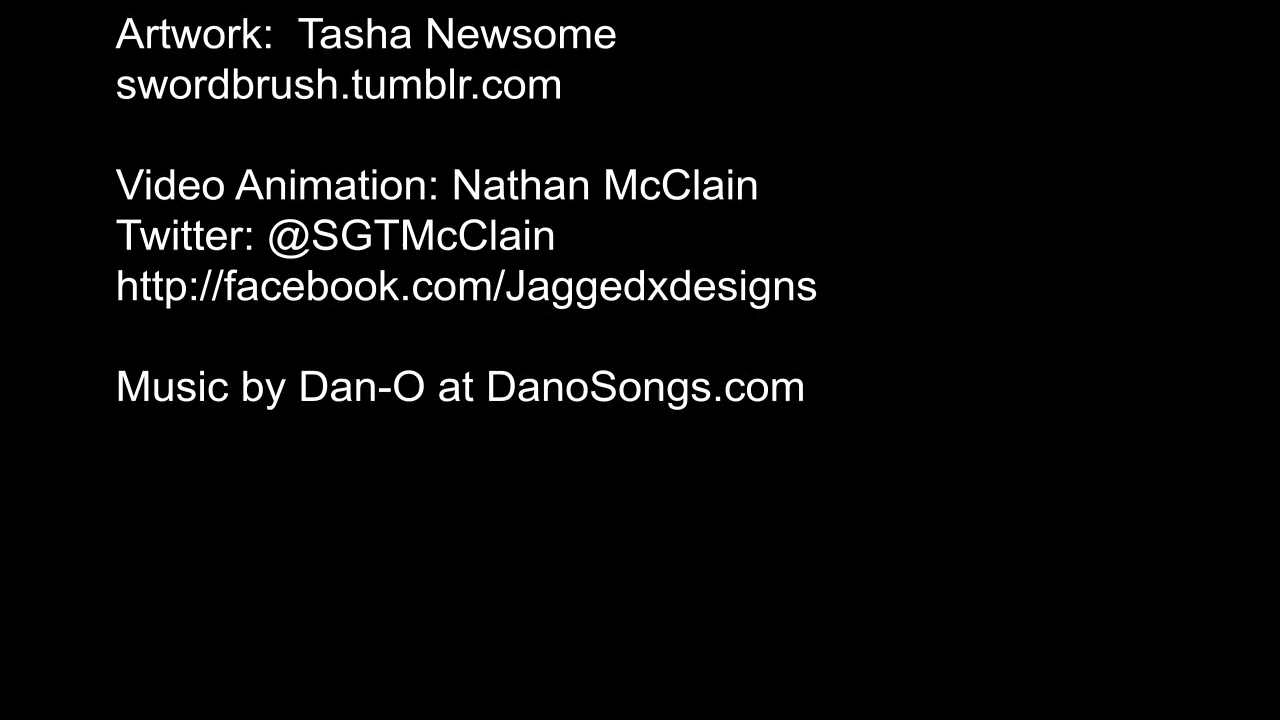 Artwork:  Tasha Newsome
swordbrush.tumblr.com
Video Animation: Nathan McClain
Twitter: @SGTMcClain
http://facebook.com/Jaggedxdesigns
Music by Dan-O at DanoSongs.com